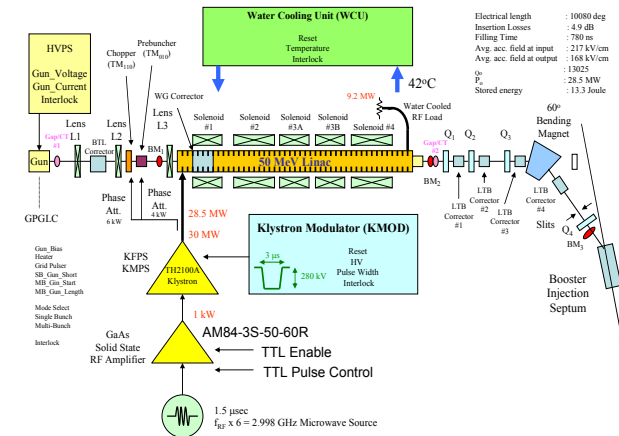 HVPS
Gun_Voltage
Gun_Current
Interlock
Water Cooling Unit (WCU)
Reset
Temperature
Interlock
Electrical length : 10080 deg
Insertion Losses : 4.9 dB
Filling Time : 780 ns
Avg. acc. field at input : 217 kV/cm
Avg. acc. field at output : 168 kV/cm
: 13025
: 28.5 MW
Stored energy : 13.3 Joule
Chopper
(TM110)
Prebuncher
(TM010)
42°C
9.2 MW
Water Cooled
RF Load
60°
Bending
Magnet
WG Corrector
Lens
L1
Lens
L2
Lens
L3
BTL
Corrector
Gap/CT
#1
Gun
BM1
Solenoid
#1
Solenoid
#2
Solenoid
#3A
Solenoid
#3B
Solenoid #4
50 MeV Linac
Gap/CT
#2
BM2
Q1
Q2
Q3
LTB
Corrector
#1
LTB
Corrector
#2
LTB
Corrector
#3
LTB
Corrector
#4
Slits
Q4
BM3
Booster
Injection
Septum
GPGLC
Phase
Att.
6 kW
Phase
Att.
4 kW
28.5 MW
30 MW
Gun_Bias
Heater
Grid Pulser
SB_Gun_Short
MB_Gin_Start
MB_Gun_Length
Mode Select
Single Bunch
Multi-Bunch
Interlock
KFPS
KMPS
TH2100A
Klystron
Klystron Modulator (KMOD)
3 µs
280 kV
Reset
HV
Pulse Width
Interlock
1 kW
GaAs
Solid State
RF Amplifier
AM84-3S-50-60R
TTL Enable
TTL Pulse Control
1.5 µsec
fRF x 6 = 2.998 GHz Microwave Source